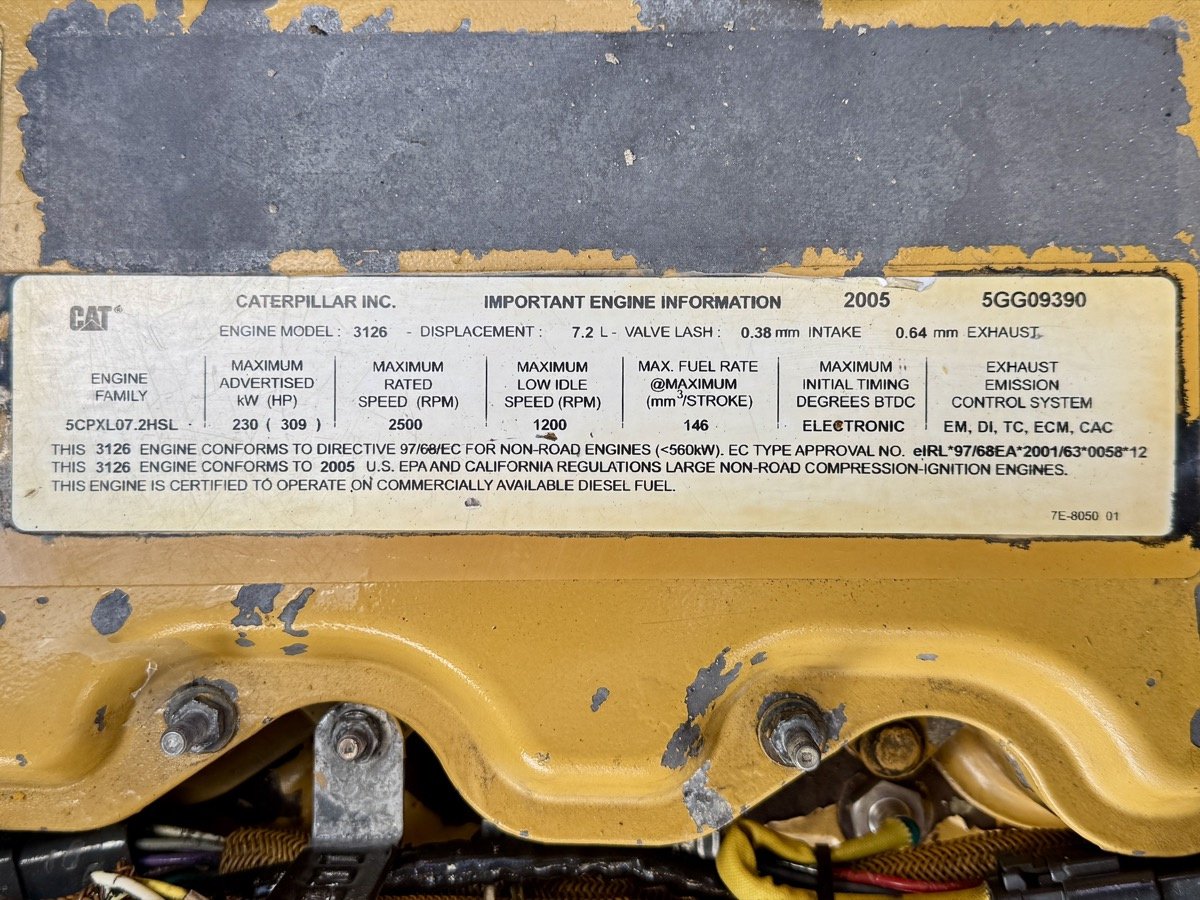 CAT
CATERPILLAR INC. IMPORTANT ENGINE INFORMATION 2005 5GG09390
ENGINE MODEL : 3126 - DISPLACEMENT : 7.2 L - VALVE LASH : 0.38 mm INTAKE 0.64 mm EXHAUST
ENGINE FAMILY
5CPXL07.2HSL
MAXIMUM ADVERTISED kW (HP)
230 ( 309 )
MAXIMUM RATED SPEED (RPM)
2500
MAXIMUM LOW IDLE SPEED (RPM)
1200
MAX. FUEL RATE @MAXIMUM (mm³/STROKE)
146
MAXIMUM INITIAL TIMING DEGREES BTDC
ELECTRONIC
EXHAUST EMISSION CONTROL SYSTEM
EM, DI, TC, ECM, CAC
THIS 3126 ENGINE CONFORMS TO DIRECTIVE 97/68/EC FOR NON-ROAD ENGINES (<560kW). EC TYPE APPROVAL NO. eIRL*97/68EA*2001/63*0058*12
THIS 3126 ENGINE CONFORMS TO 2005 U.S. EPA AND CALIFORNIA REGULATIONS LARGE NON-ROAD COMPRESSION-IGNITION ENGINES.
THIS ENGINE IS CERTIFIED TO OPERATE ON COMMERCIALLY AVAILABLE DIESEL FUEL.
7E-8050 01